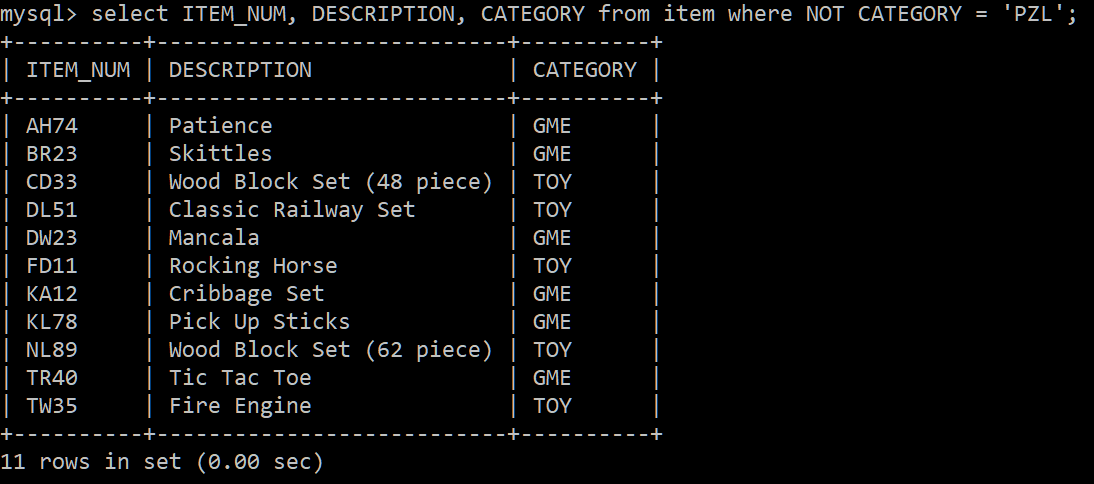 mysql> select ITEM_NUM, DESCRIPTION, CATEGORY from item where NOT CATEGORY = 'PZL';
+----------+---------------------------+----------+
| ITEM_NUM | DESCRIPTION               | CATEGORY |
+----------+---------------------------+----------+
| AH74     | Patience                  | GME      |
| BR23     | Skittles                  | GME      |
| CD33     | Wood Block Set (48 piece) | TOY      |
| DL51     | Classic Railway Set       | TOY      |
| DW23     | Mancala                   | GME      |
| FD11     | Rocking Horse             | TOY      |
| KA12     | Cribbage Set              | GME      |
| KL78     | Pick Up Sticks            | GME      |
| NL89     | Wood Block Set (62 piece) | TOY      |
| TR40     | Tic Tac Toe               | GME      |
| TW35     | Fire Engine               | TOY      |
+----------+---------------------------+----------+
11 rows in set (0.00 sec)